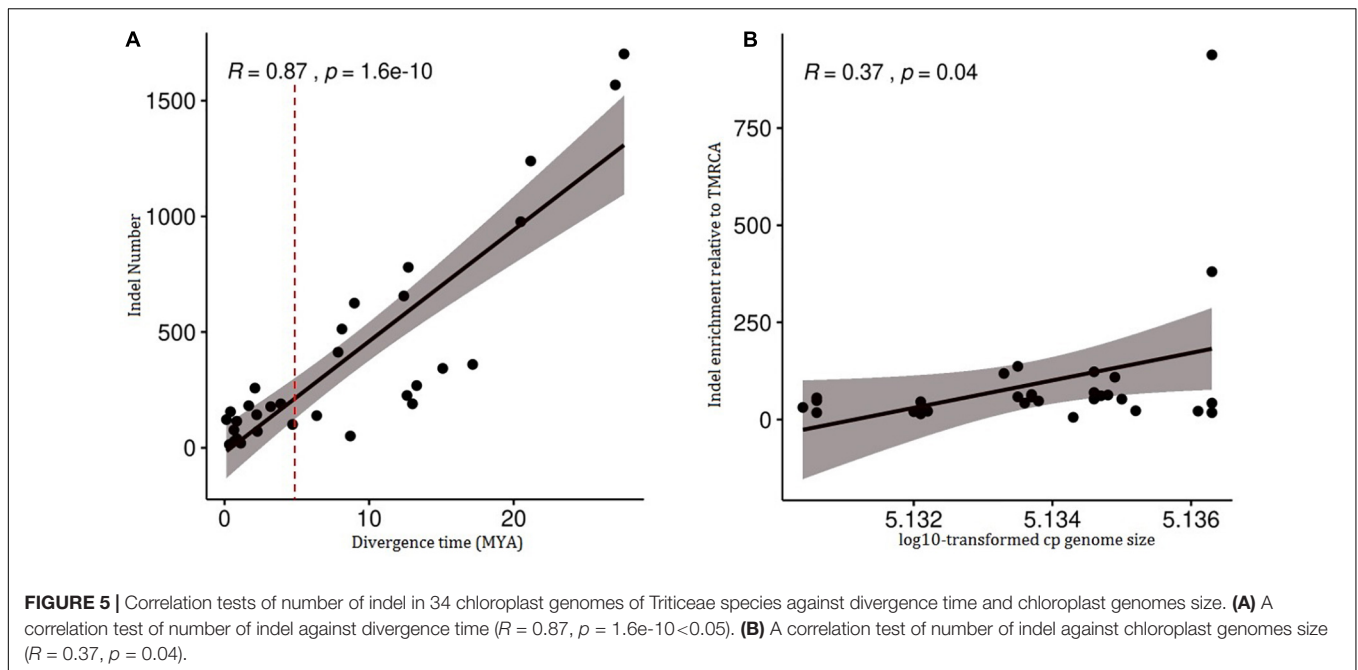 A
R = 0.87 , p = 1.6e-10
Indel Number
1500
1000
500
0
0
10
20
Divergence time (MYA)
B
R = 0.37 , p = 0.04
Indel enrichment relative to TMRCA
750
500
250
0
5.132
5.134
5.136
log10-transformed cp genome size
FIGURE 5 | Correlation tests of number of indel in 34 chloroplast genomes of Triticeae species against divergence time and chloroplast genomes size. (A) A
correlation test of number of indel against divergence time (R = 0.87, p = 1.6e-10<0.05). (B) A correlation test of number of indel against chloroplast genomes size
(R = 0.37, p = 0.04).